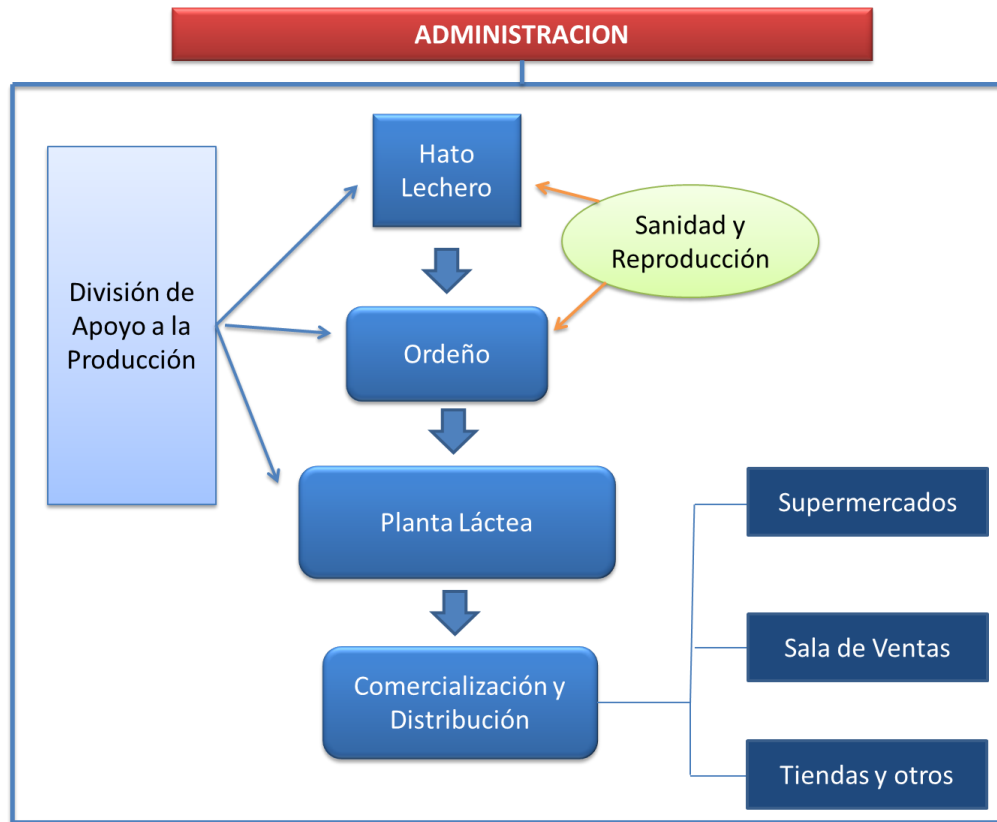 ADMINISTRACION
Hato
Lechero
Sanidad y
Reproducción
División de
Apoyo a la
Producción
Ordeño
Planta Láctea
Comercialización y
Distribución
Supermercados
Sala de Ventas
Tiendas y otros